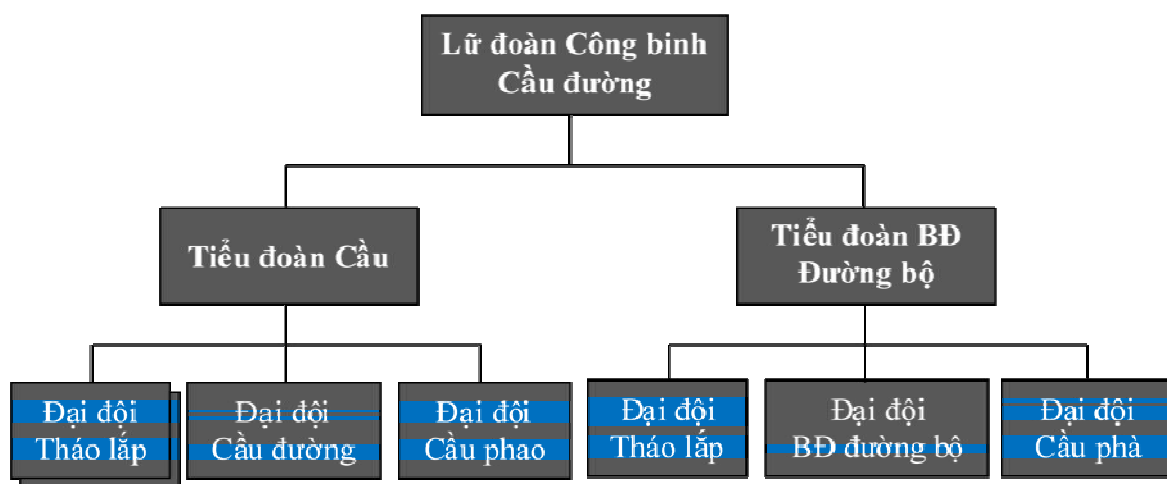 Lữ đoàn Công binh
Cầu đường
Tiểu đoàn Cầu
Tiểu đoàn BĐ
Đường bộ
Đại đội
Tháo lắp
Đại đội
Cầu đường
Đại đội
Cầu phao
Đại đội
Tháo lắp
Đại đội
BĐ đường bộ
Đại đội
Cầu phà